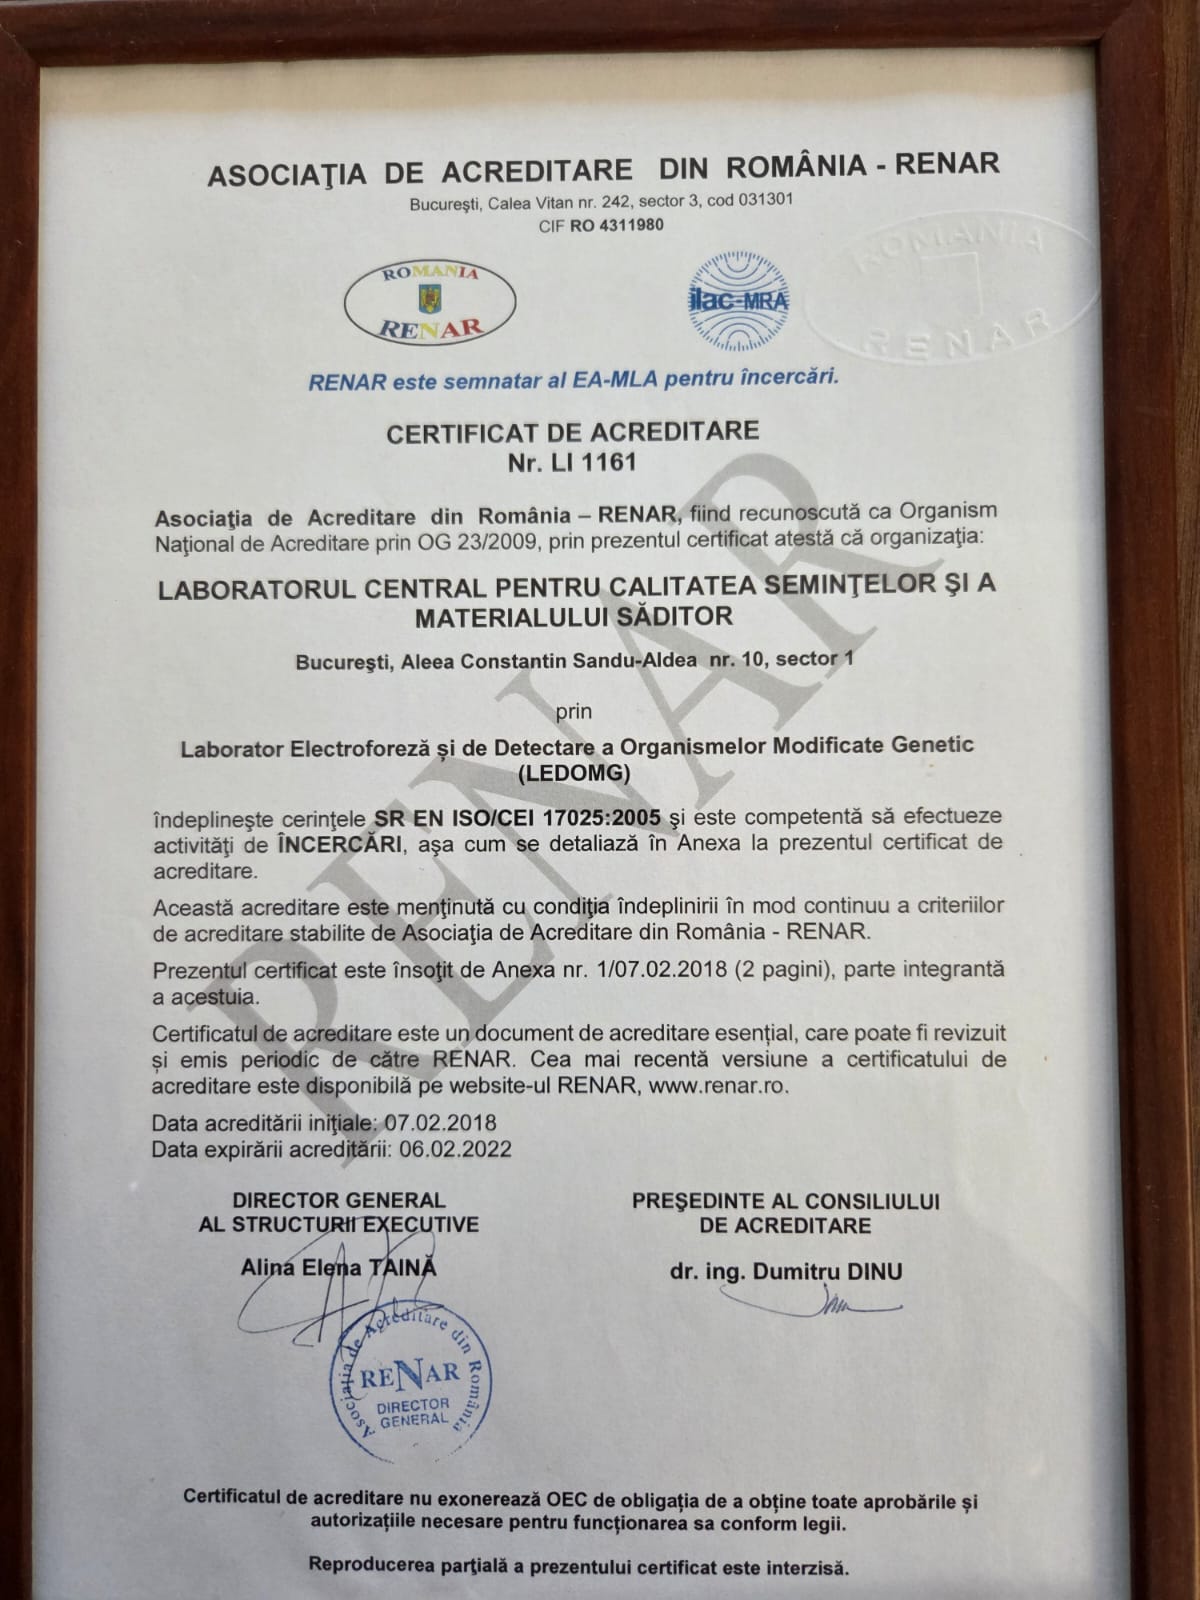 ASOCIAŢIA DE ACREDITARE DIN ROMÂNIA - RENAR
Bucureşti, Calea Vitan nr. 242, sector 3, cod 031301
CIF RO 4311980
ROMANIA
RENAR
ilac-MRA
ROMANIA
RENAR
RENAR este semnatar al EA-MLA pentru încercări.
CERTIFICAT DE ACREDITARE
Nr. LI 1161
Asociaţia de Acreditare din România – RENAR, fiind recunoscută ca Organism
Naţional de Acreditare prin OG 23/2009, prin prezentul certificat atestă că organizaţia:
LABORATORUL CENTRAL PENTRU CALITATEA SEMINŢELOR ŞI A
MATERIALULUI SĂDITOR
Bucureşti, Aleea Constantin Sandu-Aldea nr. 10, sector 1
prin
Laborator Electroforeză și de Detectare a Organismelor Modificate Genetic
(LEDOMG)
îndeplineşte cerinţele SR EN ISO/CEI 17025:2005 şi este competentă să efectueze
activităţi de ÎNCERCĂRI, aşa cum se detaliază în Anexa la prezentul certificat de
acreditare.
Această acreditare este menţinută cu condiţia îndeplinirii în mod continuu a criteriilor
de acreditare stabilite de Asociaţia de Acreditare din România - RENAR.
Prezentul certificat este însoţit de Anexa nr. 1/07.02.2018 (2 pagini), parte integrantă
a acestuia.
Certificatul de acreditare este un document de acreditare esențial, care poate fi revizuit
și emis periodic de către RENAR. Cea mai recentă versiune a certificatului de
acreditare este disponibilă pe website-ul RENAR, www.renar.ro.
Data acreditării iniţiale: 07.02.2018
Data expirării acreditării: 06.02.2022
DIRECTOR GENERAL
AL STRUCTURII EXECUTIVE
Alina Elena TAINĂ
PREŞEDINTE AL CONSILIULUI
DE ACREDITARE
dr. ing. Dumitru DINU
Asociaţia de Acreditare din România
RENAR
DIRECTOR
GENERAL
RENAR
Certificatul de acreditare nu exonerează OEC de obligația de a obține toate aprobările și
autorizațiile necesare pentru funcționarea sa conform legii.
Reproducerea parţială a prezentului certificat este interzisă.